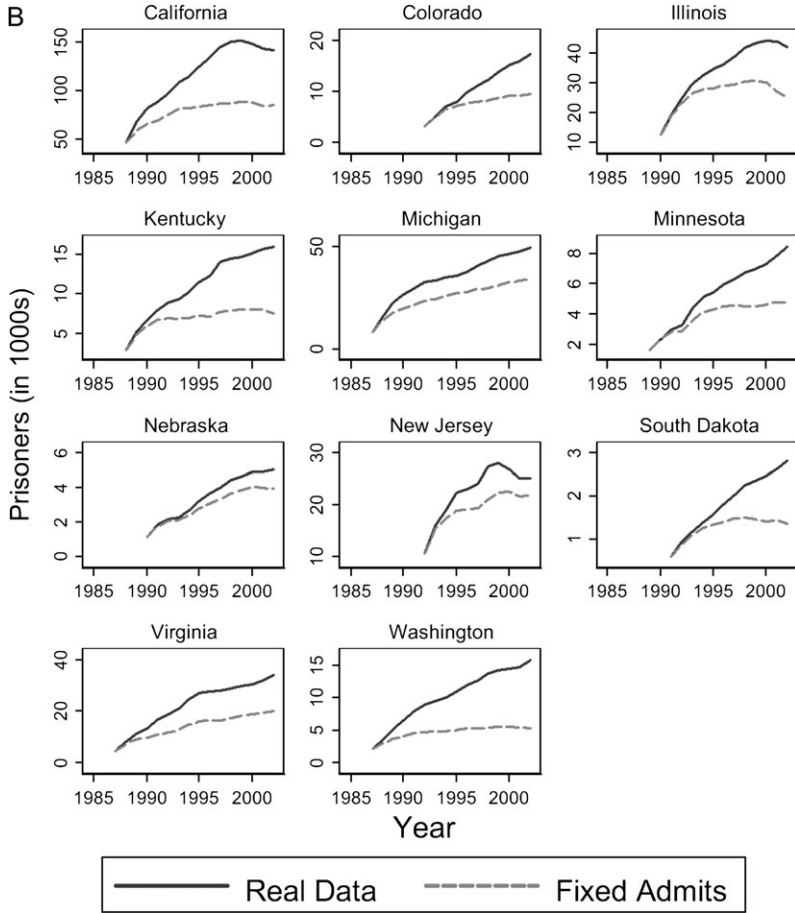 B
California
Colorado
Illinois
150
100
50
1985 1990 1995 2000
20
10
0
1985 1990 1995 2000
40
30
20
10
1985 1990 1995 2000
Kentucky
Michigan
Minnesota
15
10
5
1985 1990 1995 2000
50
0
1985 1990 1995 2000
8
6
4
2
1985 1990 1995 2000
Nebraska
New Jersey
South Dakota
6
4
2
0
1985 1990 1995 2000
30
20
10
1985 1990 1995 2000
3
2
1
1985 1990 1995 2000
Virginia
Washington
40
20
0
1985 1990 1995 2000
15
10
5
0
1985 1990 1995 2000
Prisoners (in 1000s)
Year
Real Data
Fixed Admits